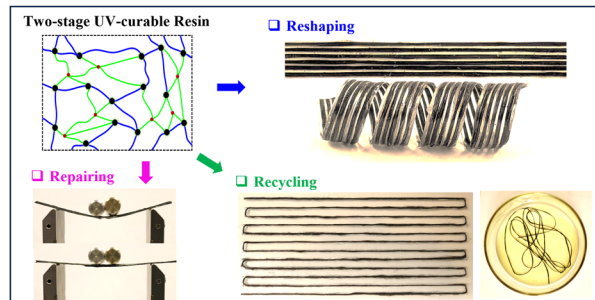 Two-stage UV-curable Resin
❑ Reshaping
❑ Repairing
❑ Recycling